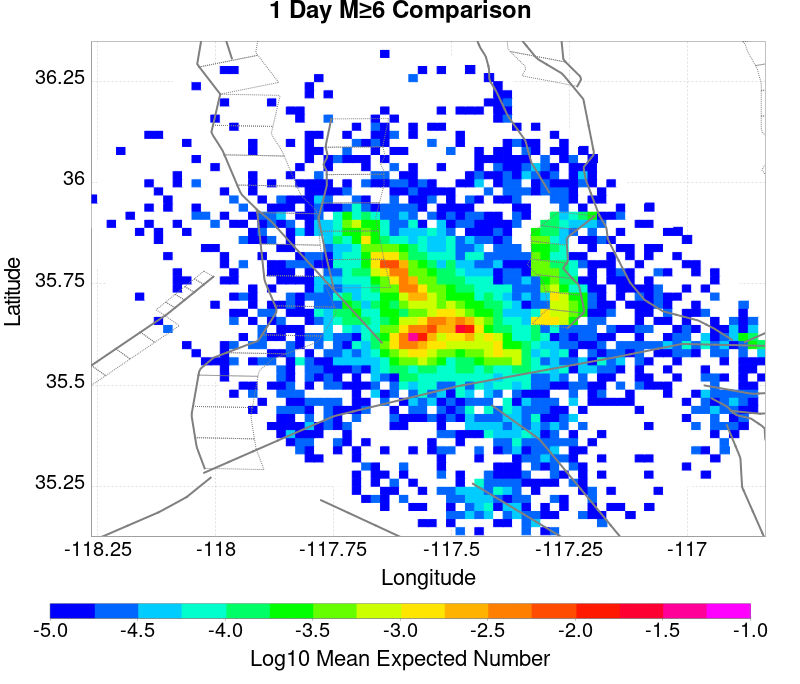 1 Day M≥6 Comparison
36.25
36
35.75
35.5
35.25
Latitude
-118.25 -118 -117.75 -117.5 -117.25 -117
Longitude
-5.0 -4.5 -4.0 -3.5 -3.0 -2.5 -2.0 -1.5 -1.0
Log10 Mean Expected Number